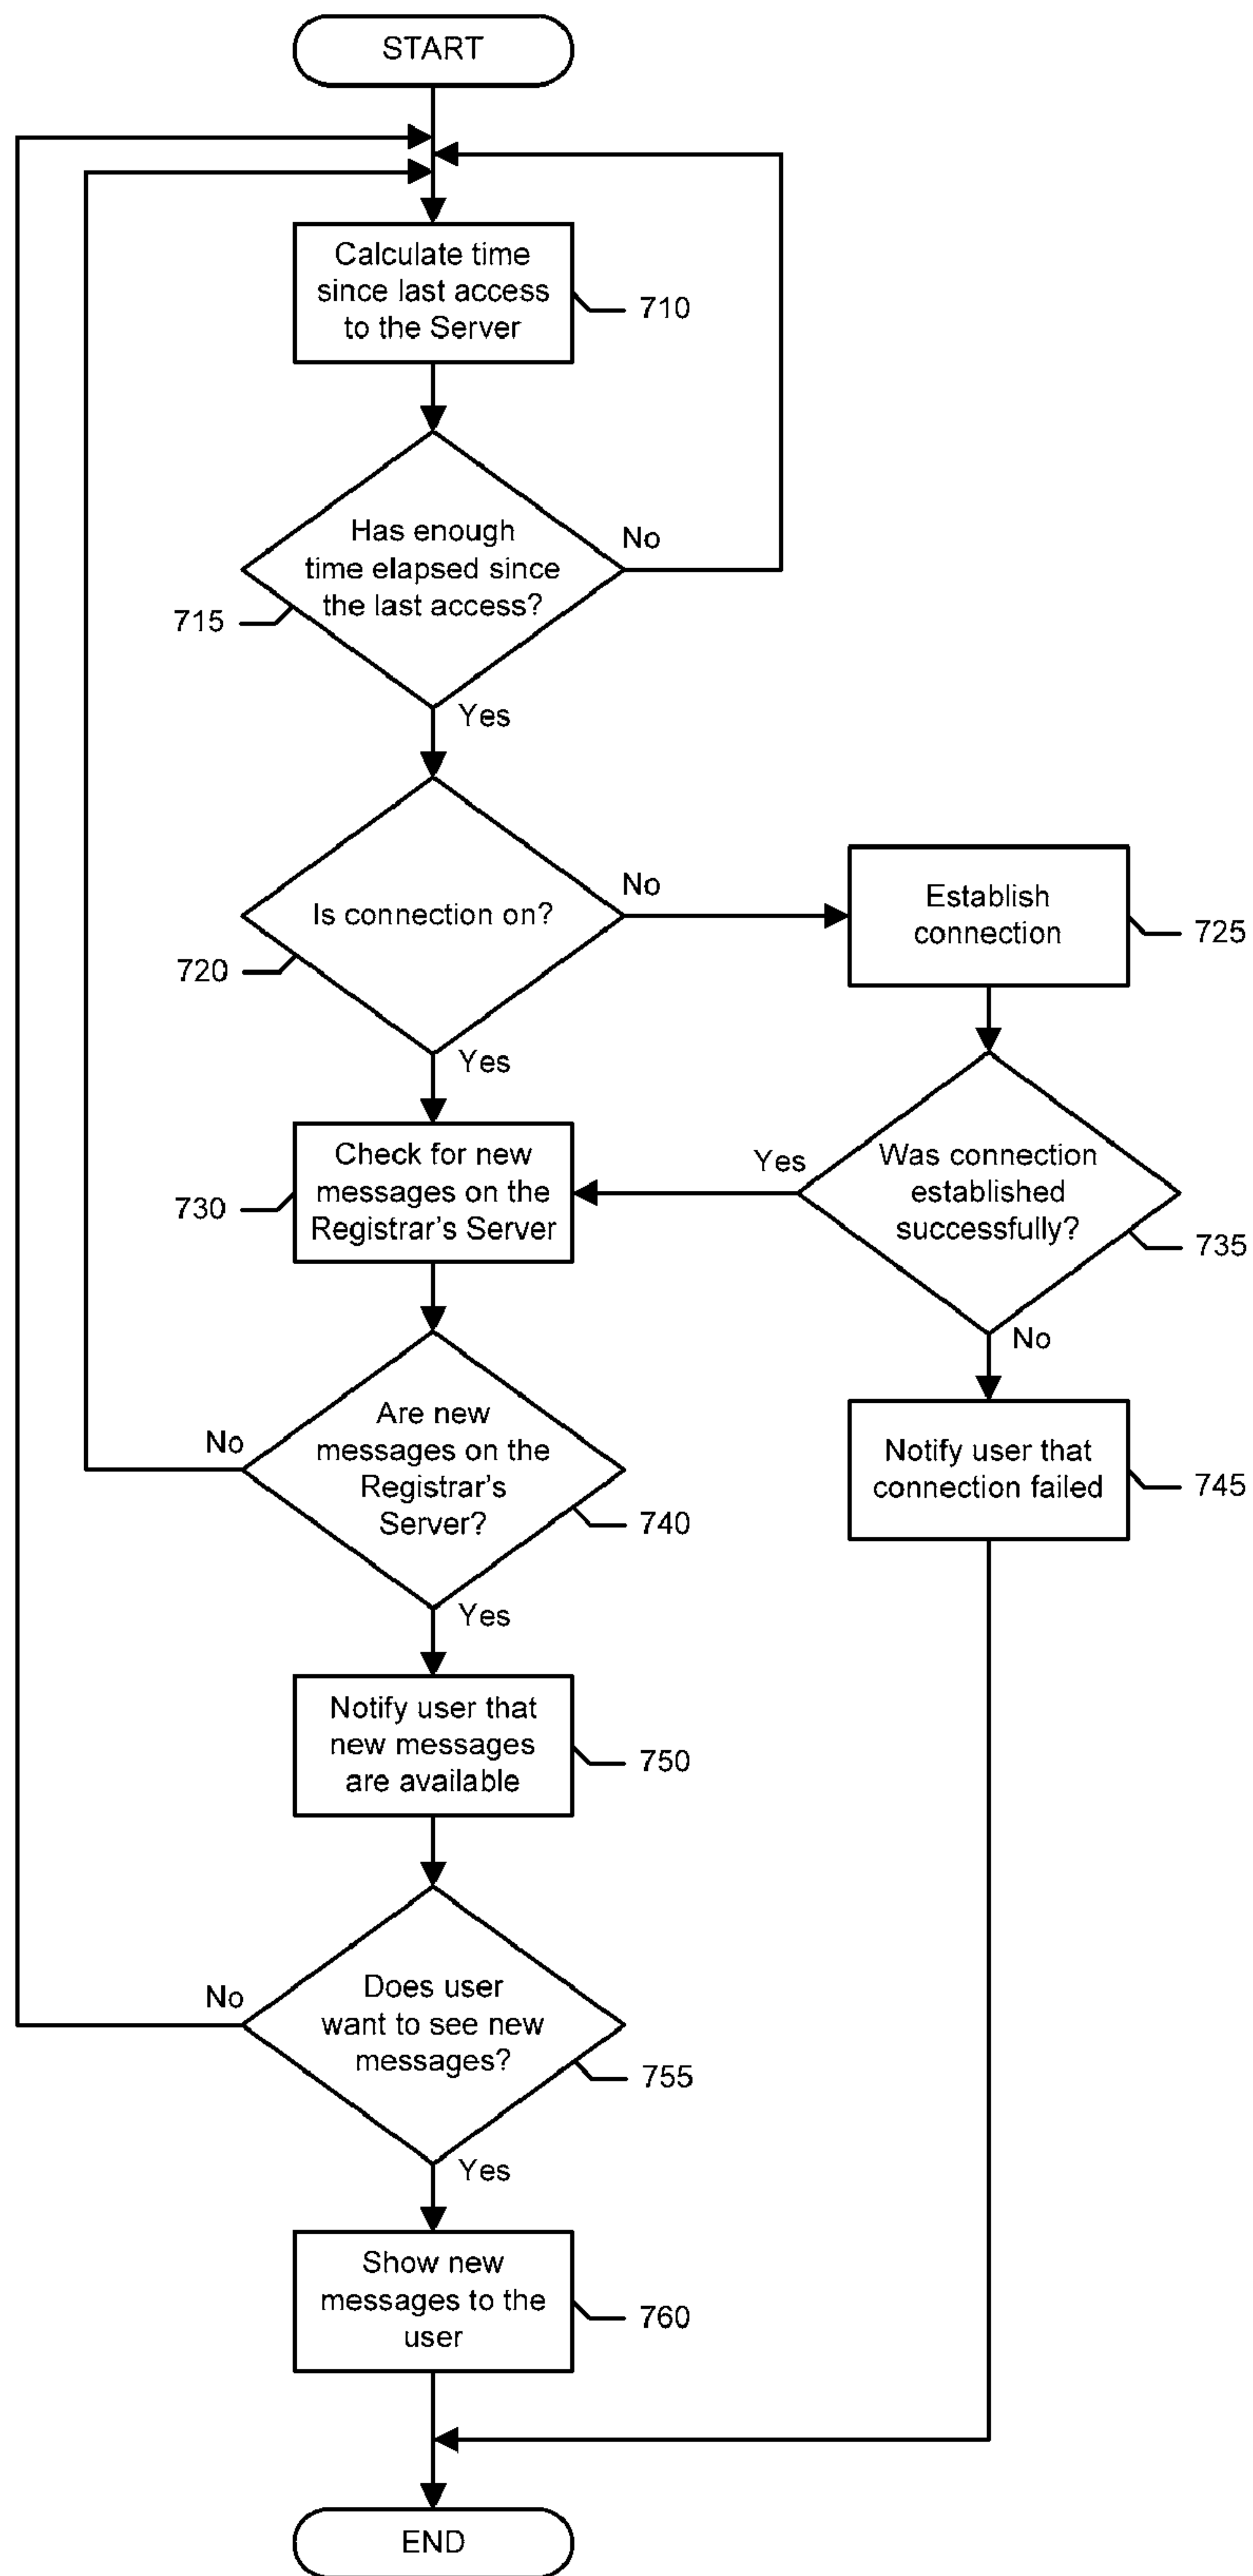 START
Calculate time
since last access
to the Server
710
Has enough
time elapsed since
the last access?
No
715
Yes
Is connection on?
No
720
Yes
Establish
connection
725
Check for new
messages on the
Registrar's Server
730
Yes
Was connection
established
successfully?
735
No
Are new
messages on the
Registrar's
Server?
No
740
Yes
Notify user that
connection failed
745
Notify user that
new messages
are available
750
Does user
want to see new
messages?
No
755
Yes
Show new
messages to the
user
760
END